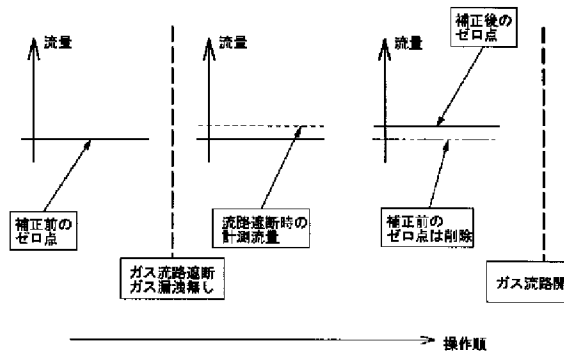 補正後の
ゼロ点
流量
流量
流量
補正前の
ゼロ点
流路遮断時の
計測流量
補正前の
ゼロ点は削除
ガス流路遮断
ガス漏洩無し
ガス流路開
操作順